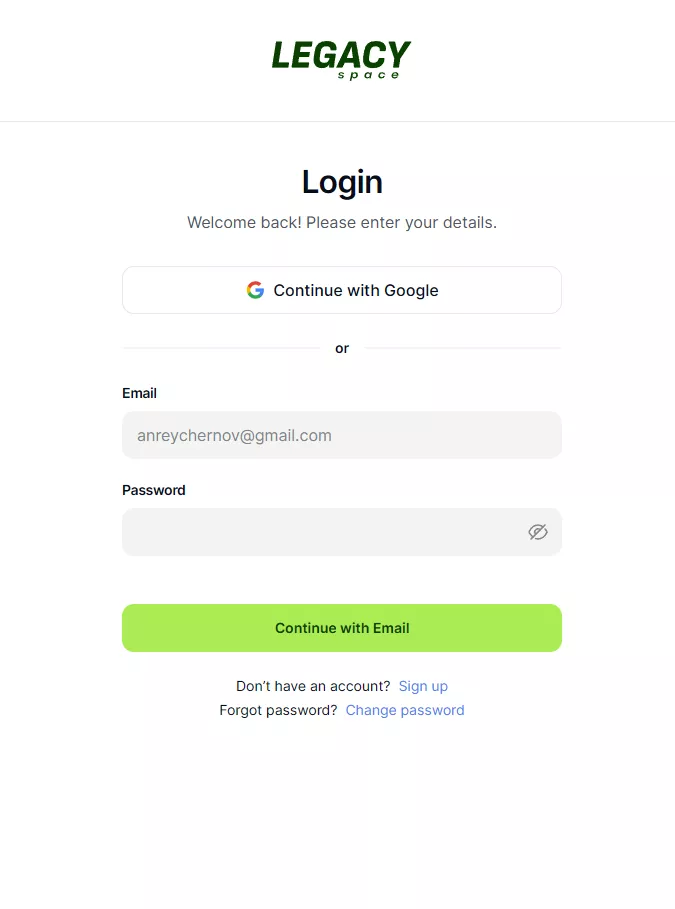 LEGACY
space
Login
Welcome back! Please enter your details.
Continue with Google
or
Email
anreychernov@gmail.com
Password
Continue with Email
Don’t have an account? Sign up
Forgot password? Change password